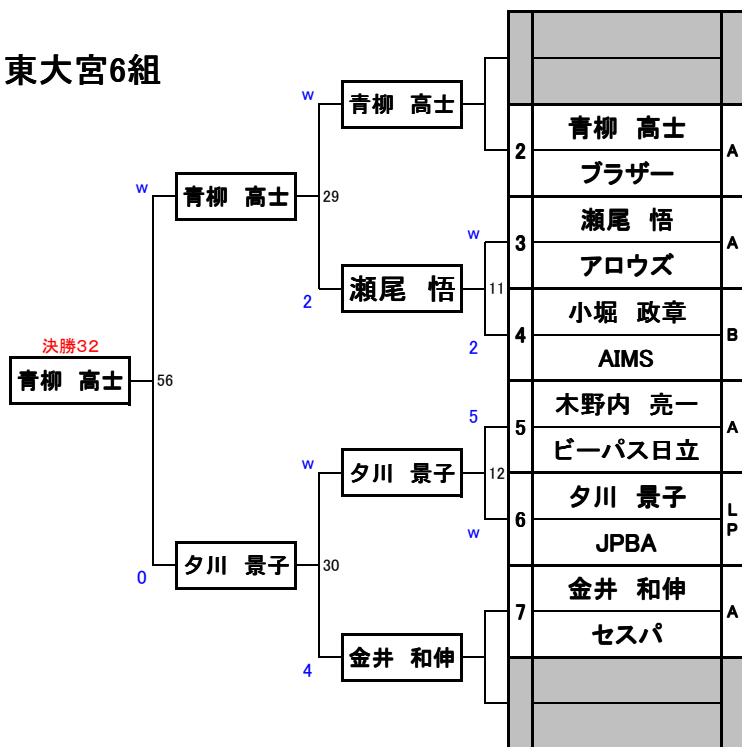 東大宮6組
決勝32
青柳 高士
56
w
青柳 高士
29
0
夕川 景子
30
w
青柳 高士
2
瀬尾 悟
11
w
夕川 景子
12
4
金井 和伸
w
2
5
w
2
青柳 高士
ブラザー
A
3
瀬尾 悟
アロウズ
A
4
小堀 政章
AIMS
B
5
木野内 亮一
ビーパス日立
A
6
夕川 景子
JPBA
L
P
7
金井 和伸
セスパ
A